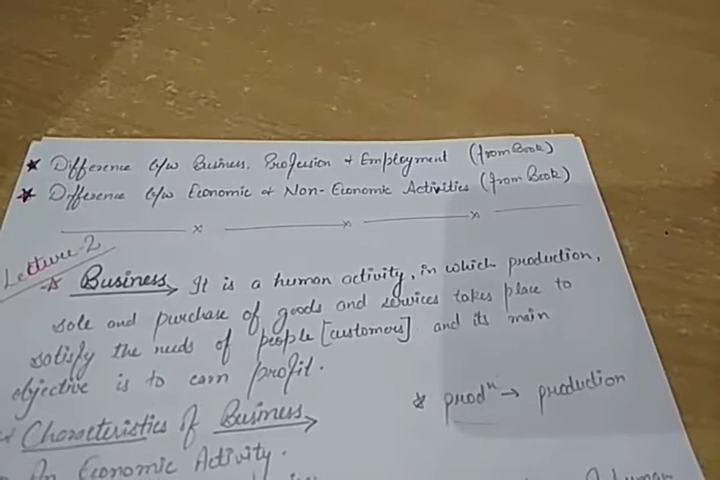 ★ Difference b/w Business, Profession & Employment (from Book)
★ Difference b/w Economic & Non-Economic Activities (from Book)
Lecture-2
Business → It is a human activity, in which production,
sale and purchase of goods and services takes place to
satisfy the needs of people [customers] and its main
objective is to earn profit.
* prodⁿ → production
Characteristics of Business →
An Economic Activity.
human